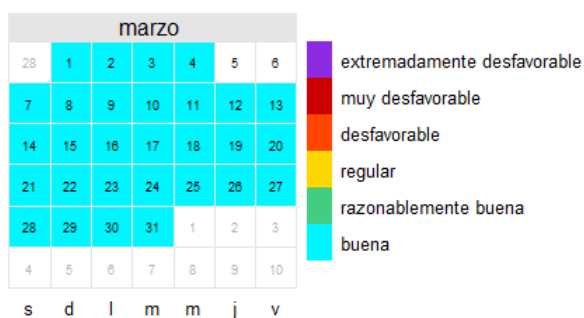 marzo
28 1 2 3 4 5 6
7 8 9 10 11 12 13
14 15 16 17 18 19 20
21 22 23 24 25 26 27
28 29 30 31 1 2 3
4 5 6 7 8 9 10
s d l m m j v
extremadamente desfavorable
muy desfavorable
desfavorable
regular
razonablemente buena
buena